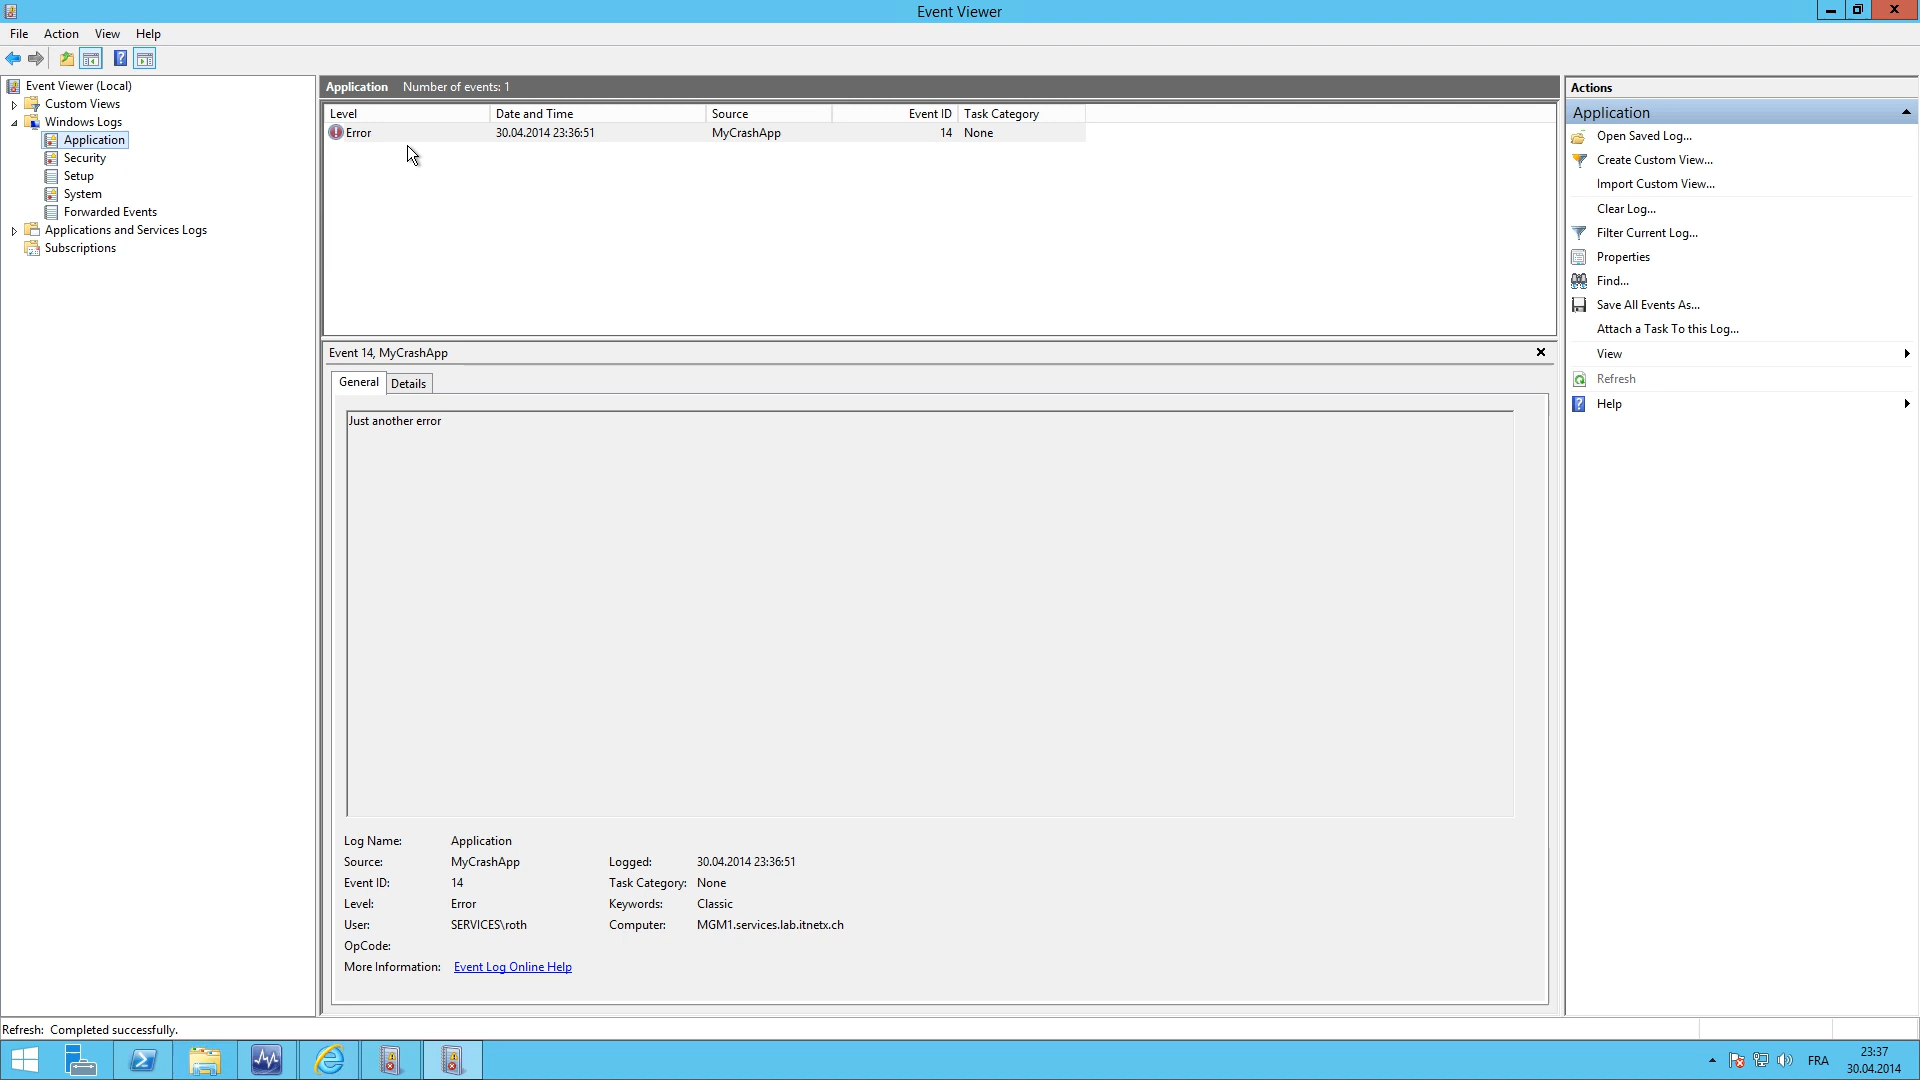 Event Viewer
File Action View Help
Event Viewer (Local)
Custom Views
Windows Logs
Application
Security
Setup
System
Forwarded Events
Applications and Services Logs
Subscriptions
Application Number of events: 1
Level Date and Time Source Event ID Task Category
Error 30.04.2014 23:36:51 MyCrashApp 14 None
Event 14, MyCrashApp
General Details
Just another error
Log Name: Application
Source: MyCrashApp Logged: 30.04.2014 23:36:51
Event ID: 14 Task Category: None
Level: Error Keywords: Classic
User: SERVICES\roth Computer: MGM1.services.lab.itnetx.ch
OpCode:
More Information: Event Log Online Help
Actions
Application
Open Saved Log...
Create Custom View...
Import Custom View...
Clear Log...
Filter Current Log...
Properties
Find...
Save All Events As...
Attach a Task To this Log...
View
Refresh
Help
Refresh: Completed successfully.
FRA
23:37
30.04.2014